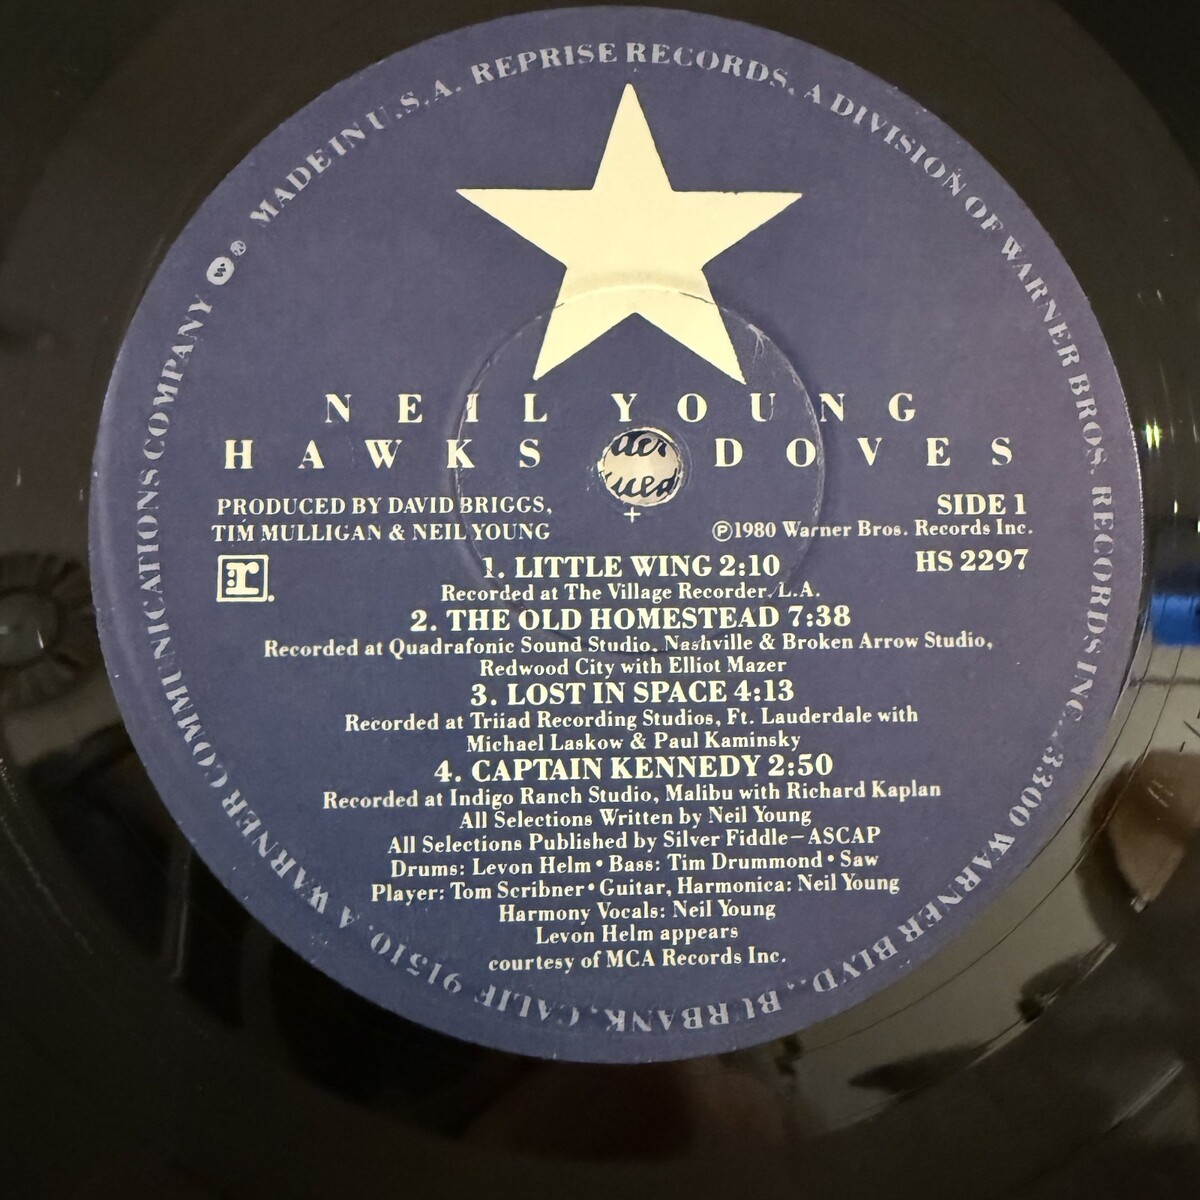 MADE IN U.S.A. REPRISE RECORDS, A DIVISION OF WARNER BROS. RECORDS INC., 3300 WARNER BLVD., BURBANK, CALIF. 91510. A WARNER COMMUNICATIONS COMPANY ®
NEIL YOUNG
HAWKS DOVES
PRODUCED BY DAVID BRIGGS,
TIM MULLIGAN & NEIL YOUNG
SIDE 1
Ⓟ1980 Warner Bros. Records Inc.
HS 2297
r.
1. LITTLE WING 2:10
Recorded at The Village Recorder, L.A.
2. THE OLD HOMESTEAD 7:38
Recorded at Quadrafonic Sound Studio, Nashville & Broken Arrow Studio,
Redwood City with Elliot Mazer
3. LOST IN SPACE 4:13
Recorded at Triiad Recording Studios, Ft. Lauderdale with
Michael Laskow & Paul Kaminsky
4. CAPTAIN KENNEDY 2:50
Recorded at Indigo Ranch Studio, Malibu with Richard Kaplan
All Selections Written by Neil Young
All Selections Published by Silver Fiddle—ASCAP
Drums: Levon Helm • Bass: Tim Drummond • Saw
Player: Tom Scribner • Guitar, Harmonica: Neil Young
Harmony Vocals: Neil Young
Levon Helm appears
courtesy of MCA Records Inc.